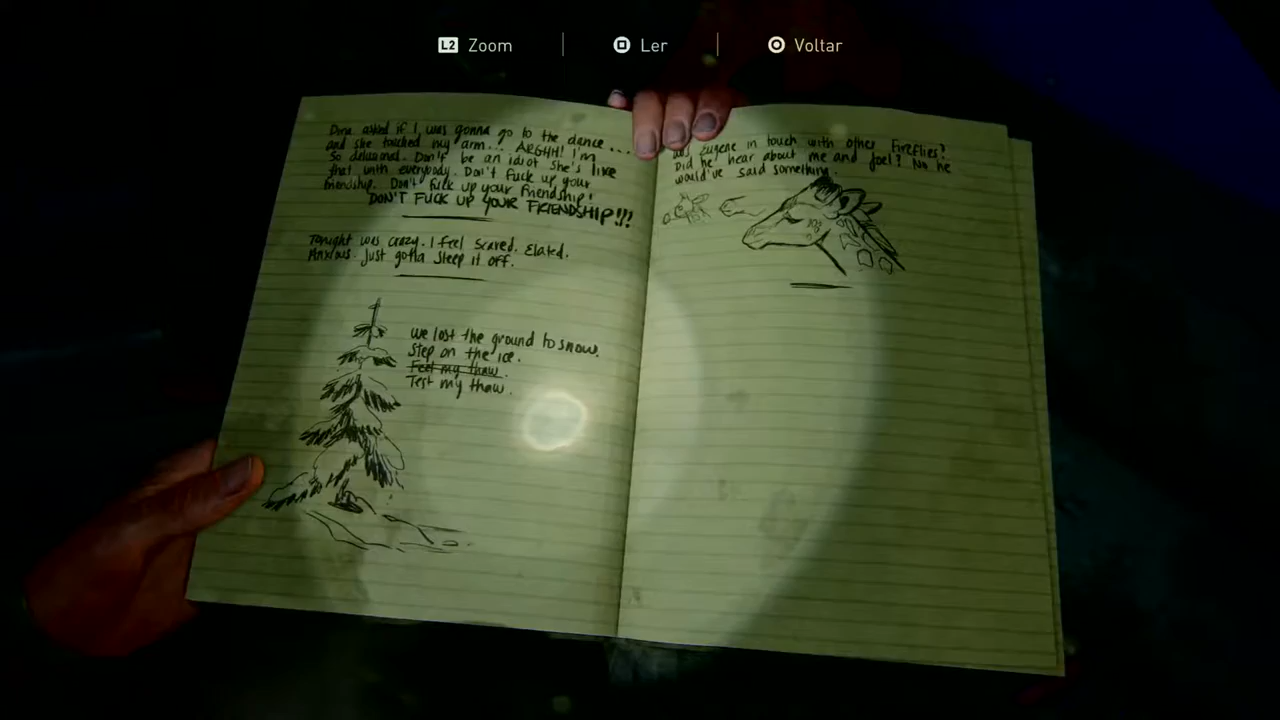 L2 Zoom
Ler
Voltar
Dina asked if I was gonna go to the dance...
and she touched my arm... ARGHH! I'm
so delusional. Don't be an idiot she's like
that with everybody. Don't fuck up your
friendship. Don't fuck up your friendship!
DON'T FUCK UP YOUR FRIENDSHIP!!!
Tonight was crazy. I feel scared. Elated.
Anxious. Just gotta sleep it off.
We lost the ground to snow.
Step on the ice.
Feel my thaw.
Test my thaw.
Was Eugene in touch with other Fireflies?
Did he hear about me and Joel? No he
would've said something.